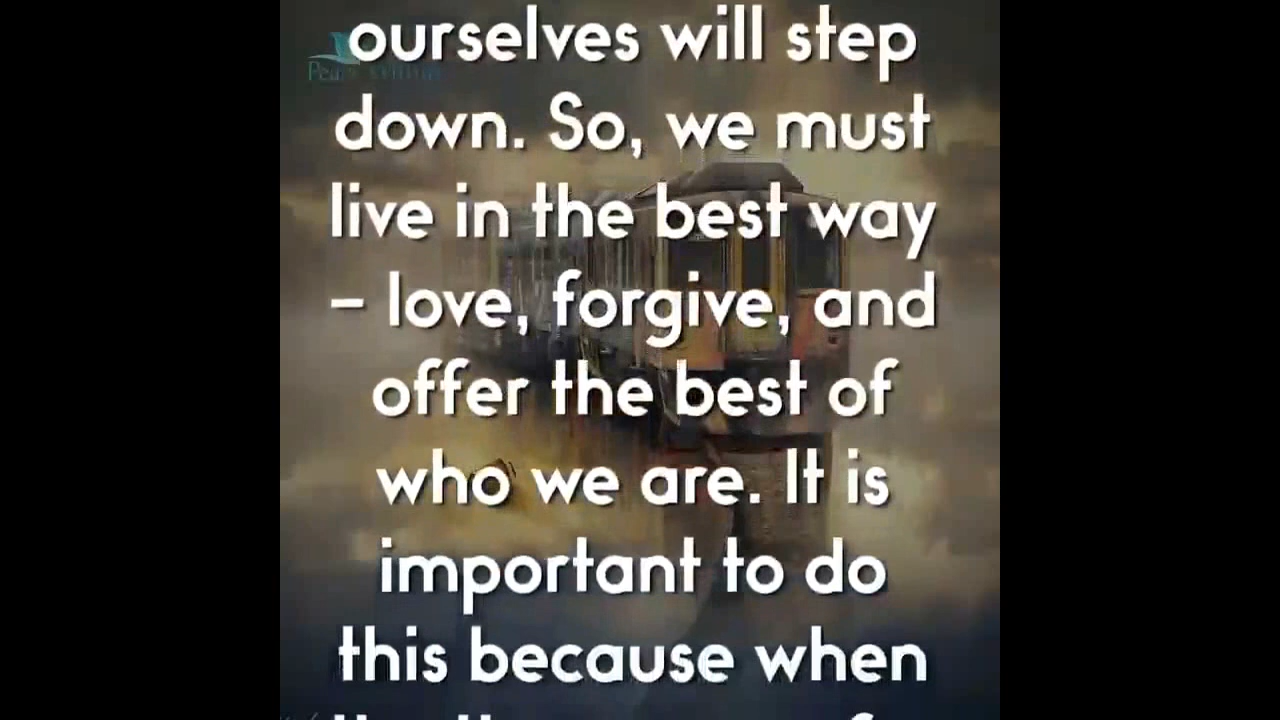 ourselves will step
down. So, we must
live in the best way
– love, forgive, and
offer the best of
who we are. It is
important to do
this because when